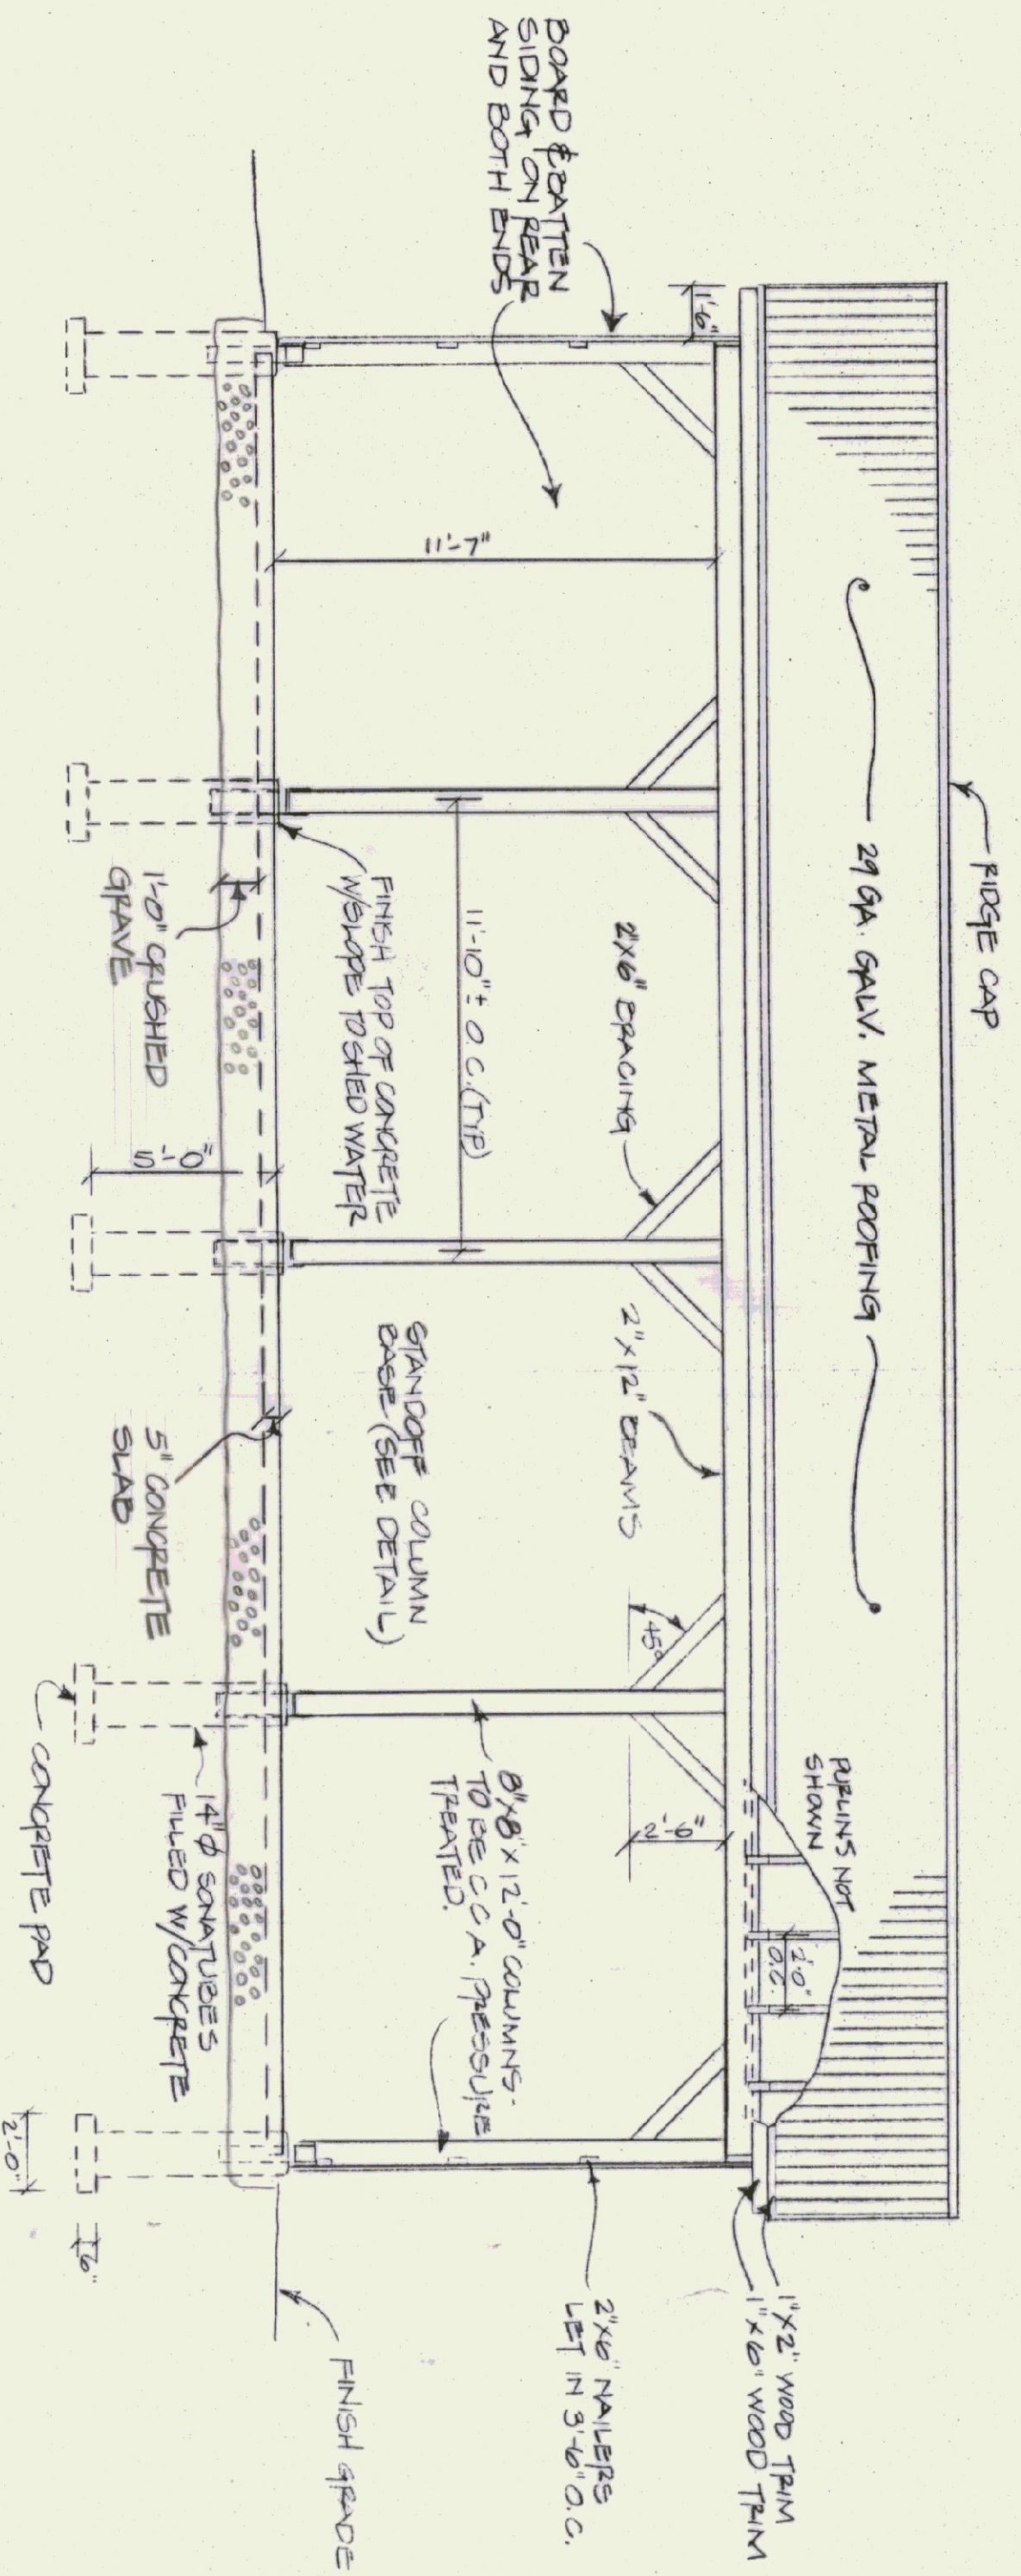 RIDGE CAP
29 GA. GALV. METAL ROOFING
PURLINS NOT
SHOWN
2'-0"
O.C.
1"X2" WOOD TRIM
1"X6" WOOD TRIM
1'-6"
BOARD & BATTEN
SIDING ON REAR
AND BOTH ENDS
2"X6" BRACING
2"X12" BEAMS
45°
2'-6"
2"X6" NAILERS
LET IN 3'-6" O.C.
11'-7"
11'-10"± O.C. (TYP)
8"X8"X12'-0" COLUMNS-
TO BE C.C.A. PRESSURE
TREATED.
FINISH TOP OF CONCRETE
W/SLOPE TO SHED WATER
STANDOFF COLUMN
BASE (SEE DETAIL)
FINISH GRADE
1'-0" CRUSHED
GRAVE
5'-0"
5" CONCRETE
SLAB
14"Ø SONATUBES
FILLED W/CONCRETE
CONCRETE PAD
6"
2'-0"